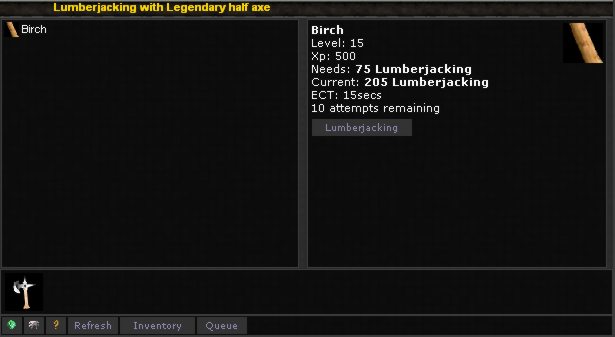 Lumberjacking with Legendary half axe
Birch
Birch
Level: 15
Xp: 500
Needs: 75 Lumberjacking
Current: 205 Lumberjacking
ECT: 15secs
10 attempts remaining
Lumberjacking
? Refresh Inventory Queue